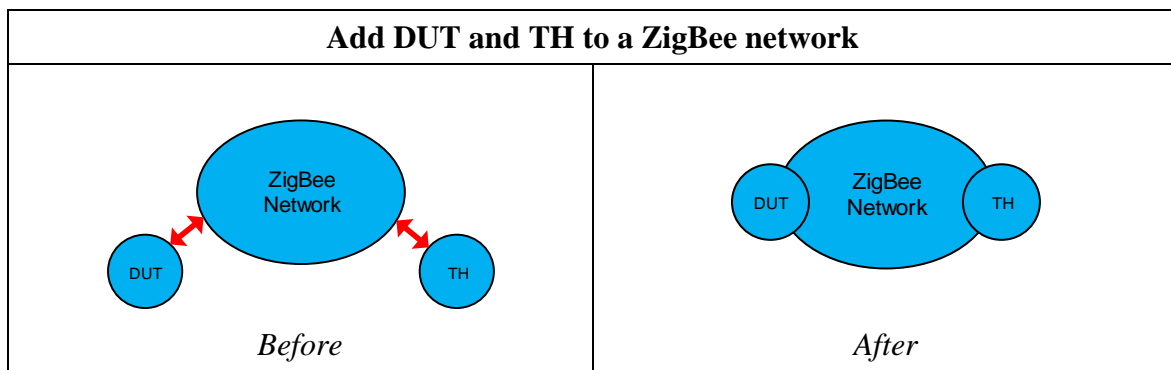 Add DUT and TH to a ZigBee network
ZigBee
Network
DUT
TH
Before
DUT
ZigBee
Network
TH
After